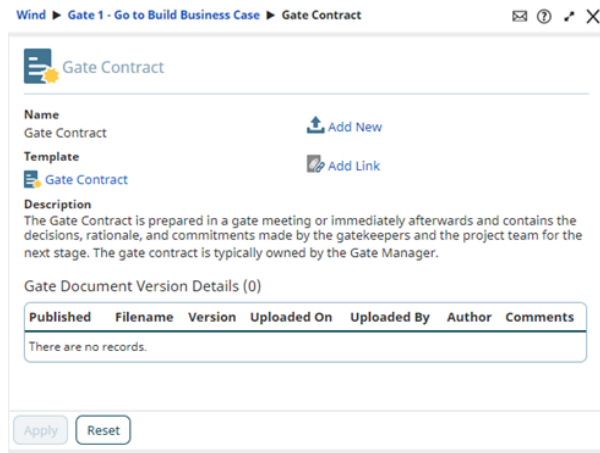 Wind ▶ Gate 1 - Go to Build Business Case ▶ Gate Contract
Gate Contract
Name
Gate Contract
Add New
Template
Gate Contract
Add Link
Description
The Gate Contract is prepared in a gate meeting or immediately afterwards and contains the
decisions, rationale, and commitments made by the gatekeepers and the project team for the
next stage. The gate contract is typically owned by the Gate Manager.
Gate Document Version Details (0)
Published Filename Version Uploaded On Uploaded By Author Comments
There are no records.
Apply Reset